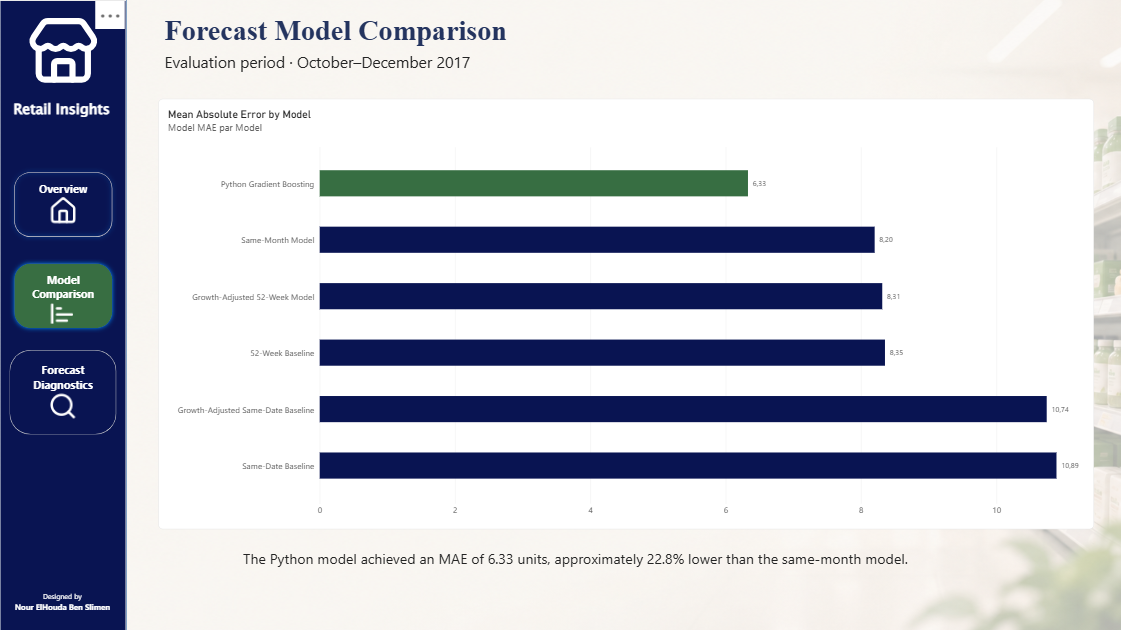 Retail Insights
Overview
Model
Comparison
Forecast
Diagnostics
Designed by
Nour ElHouda Ben Slimen
Forecast Model Comparison
Evaluation period · October–December 2017
Mean Absolute Error by Model
Model MAE par Model
Python Gradient Boosting 6,33
Same-Month Model 8,20
Growth-Adjusted 52-Week Model 8,31
52-Week Baseline 8,35
Growth-Adjusted Same-Date Baseline 10,74
Same-Date Baseline 10,89
0 2 4 6 8 10
The Python model achieved an MAE of 6.33 units, approximately 22.8% lower than the same-month model.